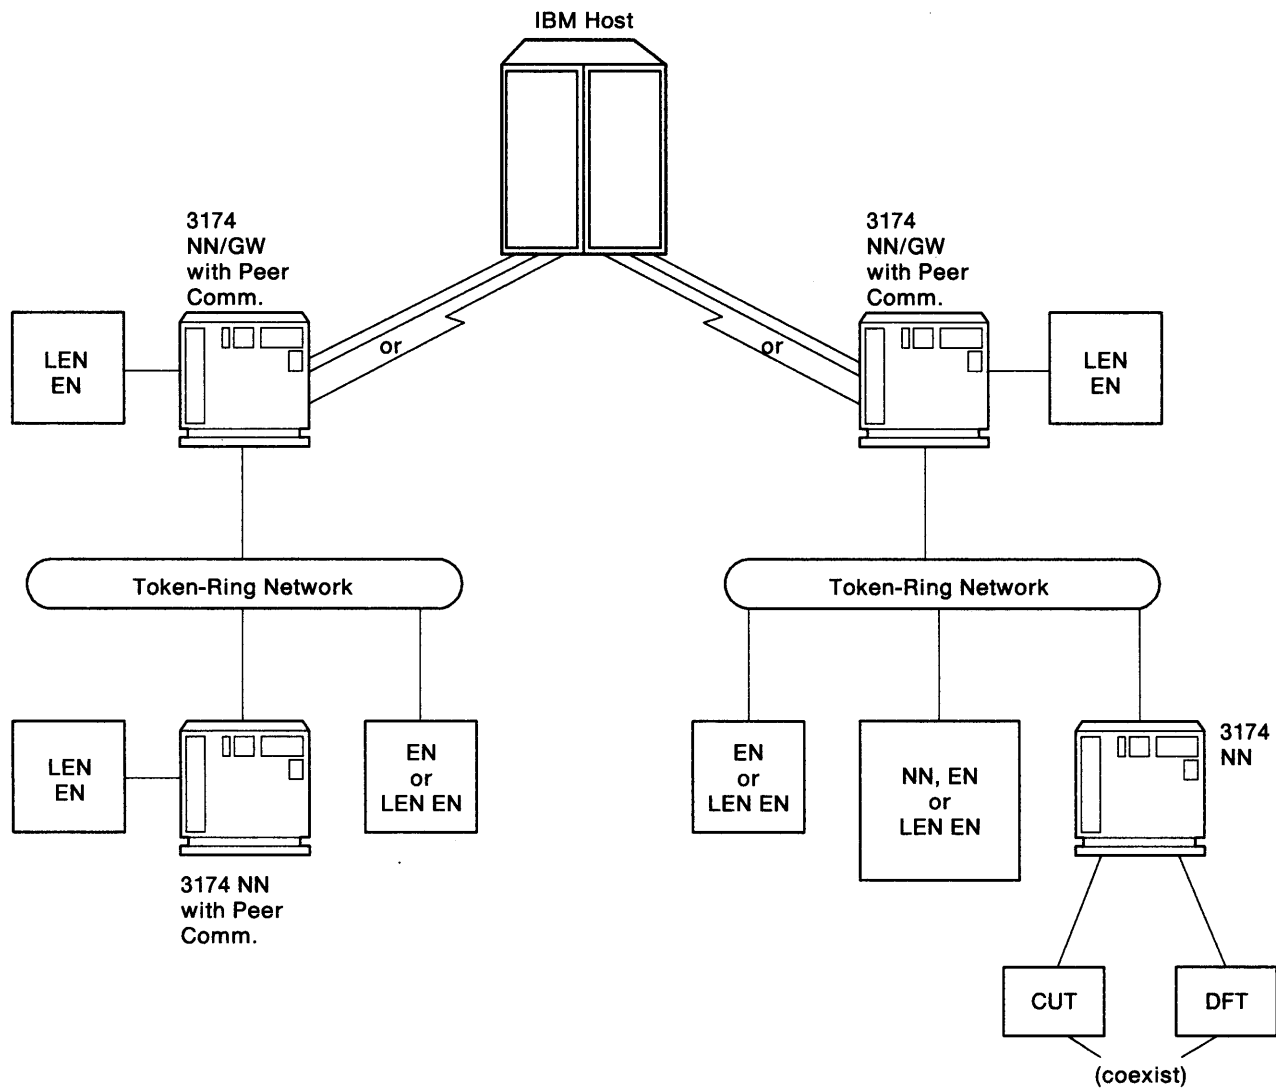 IBM Host
3174
NN/GW
with Peer
Comm.
3174
NN/GW
with Peer
Comm.
LEN
EN
or
or
LEN
EN
Token-Ring Network
Token-Ring Network
LEN
EN
EN
or
LEN EN
EN
or
LEN EN
NN, EN
or
LEN EN
3174
NN
3174 NN
with Peer
Comm.
CUT
DFT
(coexist)